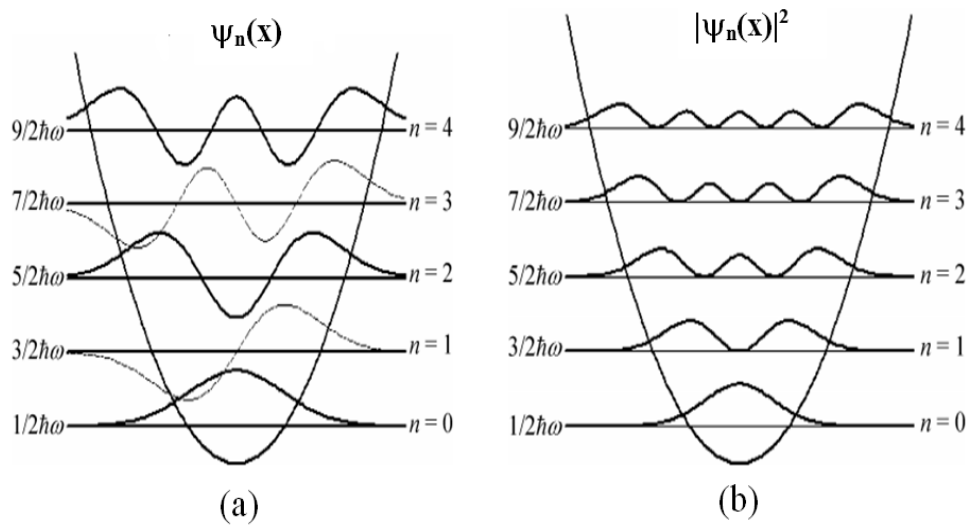 ψn(x)
9/2ħω n = 4
7/2ħω n = 3
5/2ħω n = 2
3/2ħω n = 1
1/2ħω n = 0
(a)
|ψn(x)|²
9/2ħω n = 4
7/2ħω n = 3
5/2ħω n = 2
3/2ħω n = 1
1/2ħω n = 0
(b)